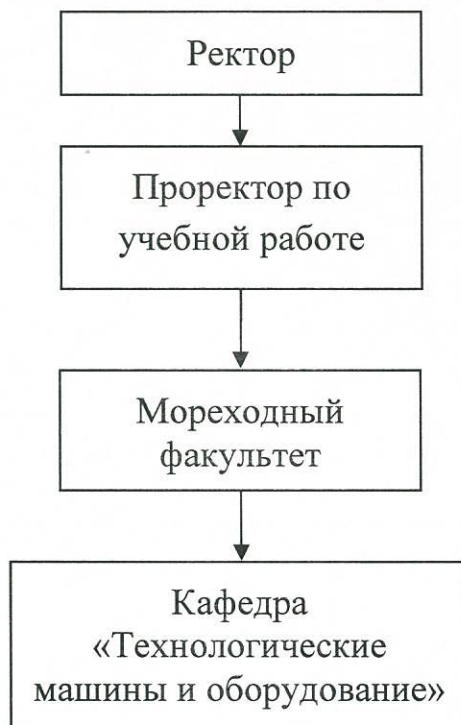 Ректор
Проректор по
учебной работе
Мореходный
факультет
Кафедра
«Технологические
машины и оборудование»